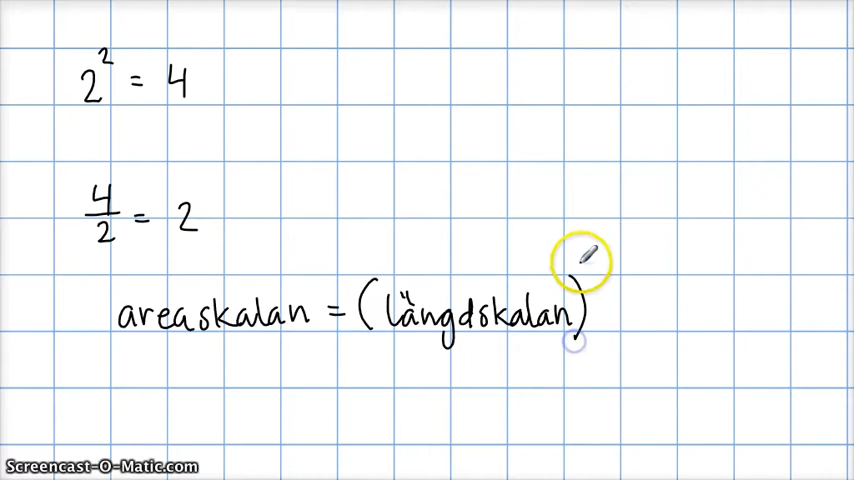 2² = 4
4/2 = 2
areaskalan = (längdskalan)
Screencast-O-Matic.com